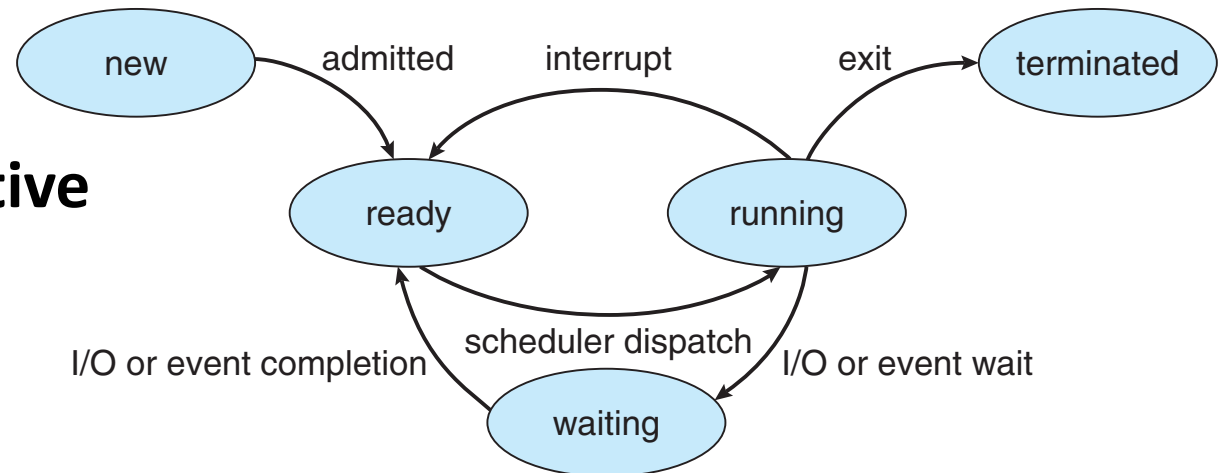 new
admitted
interrupt
exit
terminated
tive
ready
running
scheduler dispatch
I/O or event completion
I/O or event wait
waiting